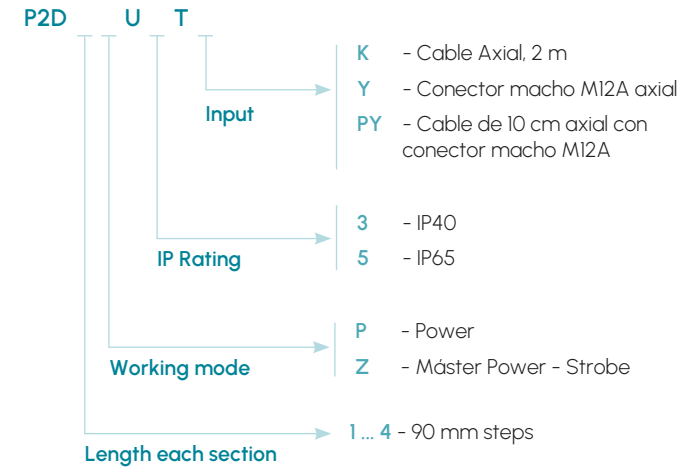 P2D _ _ U _ T _
K - Cable Axial, 2 m
Y - Conector macho M12A axial
Input
PY - Cable de 10 cm axial con
conector macho M12A
3 - IP40
IP Rating
5 - IP65
P - Power
Working mode
Z - Máster Power - Strobe
1 ... 4 - 90 mm steps
Length each section